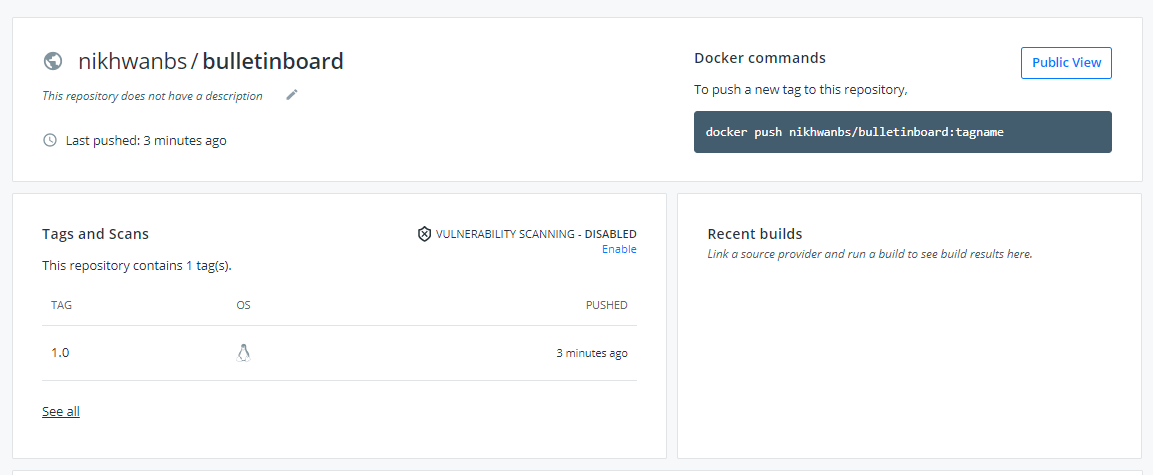 nikhwanbs / bulletinboard
This repository does not have a description
Last pushed: 3 minutes ago
Docker commands
Public View
To push a new tag to this repository,
docker push nikhwanbs/bulletinboard:tagname
Tags and Scans
VULNERABILITY SCANNING - DISABLED
Enable
This repository contains 1 tag(s).
TAG OS PUSHED
1.0 3 minutes ago
See all
Recent builds
Link a source provider and run a build to see build results here.